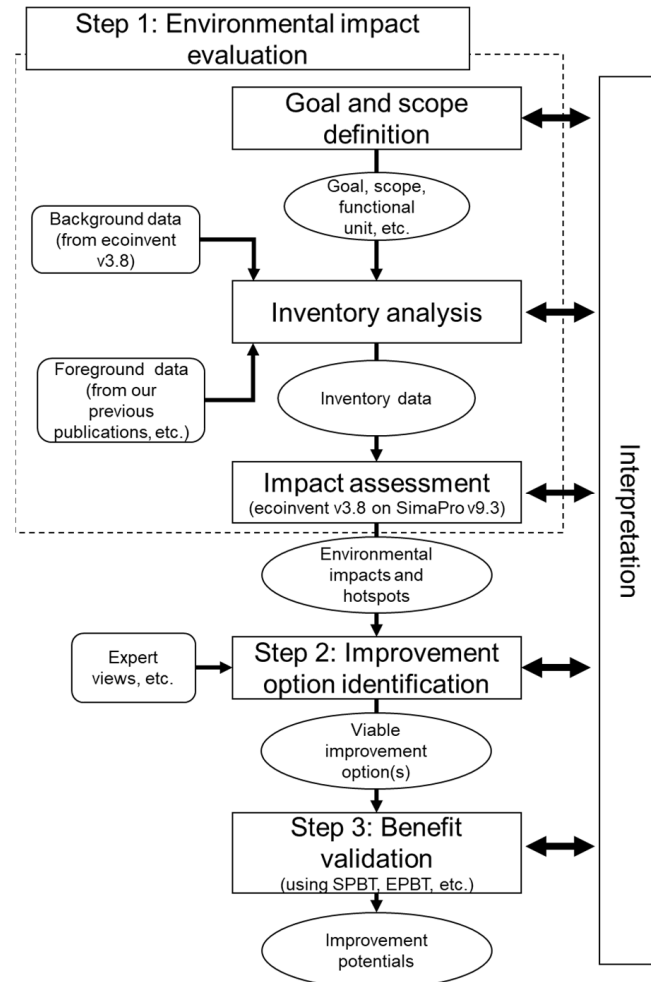 Step 1: Environmental impact
evaluation
Goal and scope
definition
Goal, scope,
functional
unit, etc.
Background data
(from ecoinvent
v3.8)
Inventory analysis
Foreground data
(from our
previous
publications, etc.)
Inventory data
Impact assessment
(ecoinvent v3.8 on SimaPro v9.3)
Environmental
impacts and
hotspots
Expert
views, etc.
Step 2: Improvement
option identification
Viable
improvement
option(s)
Step 3: Benefit
validation
(using SPBT, EPBT, etc.)
Improvement
potentials
Interpretation